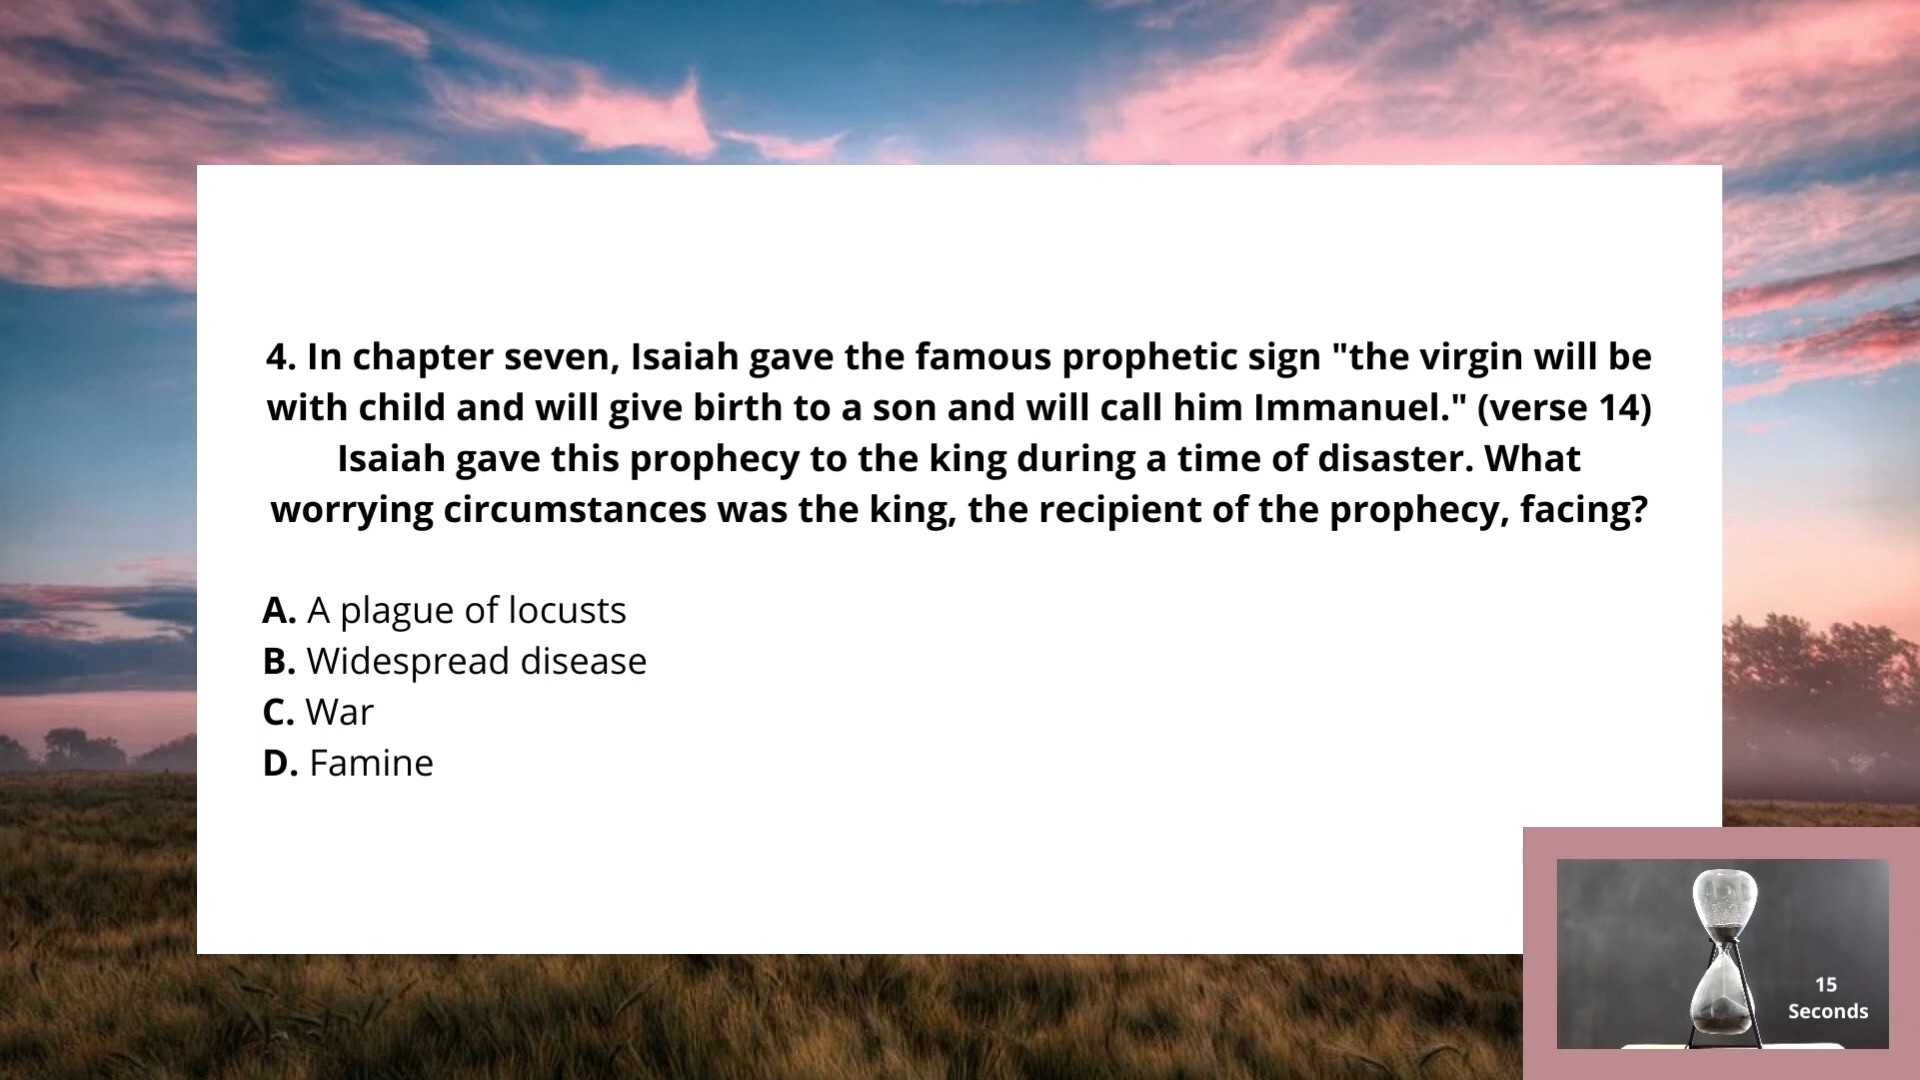 4. In chapter seven, Isaiah gave the famous prophetic sign "the virgin will be
with child and will give birth to a son and will call him Immanuel." (verse 14)
Isaiah gave this prophecy to the king during a time of disaster. What
worrying circumstances was the king, the recipient of the prophecy, facing?
A. A plague of locusts
B. Widespread disease
C. War
D. Famine
15
Seconds